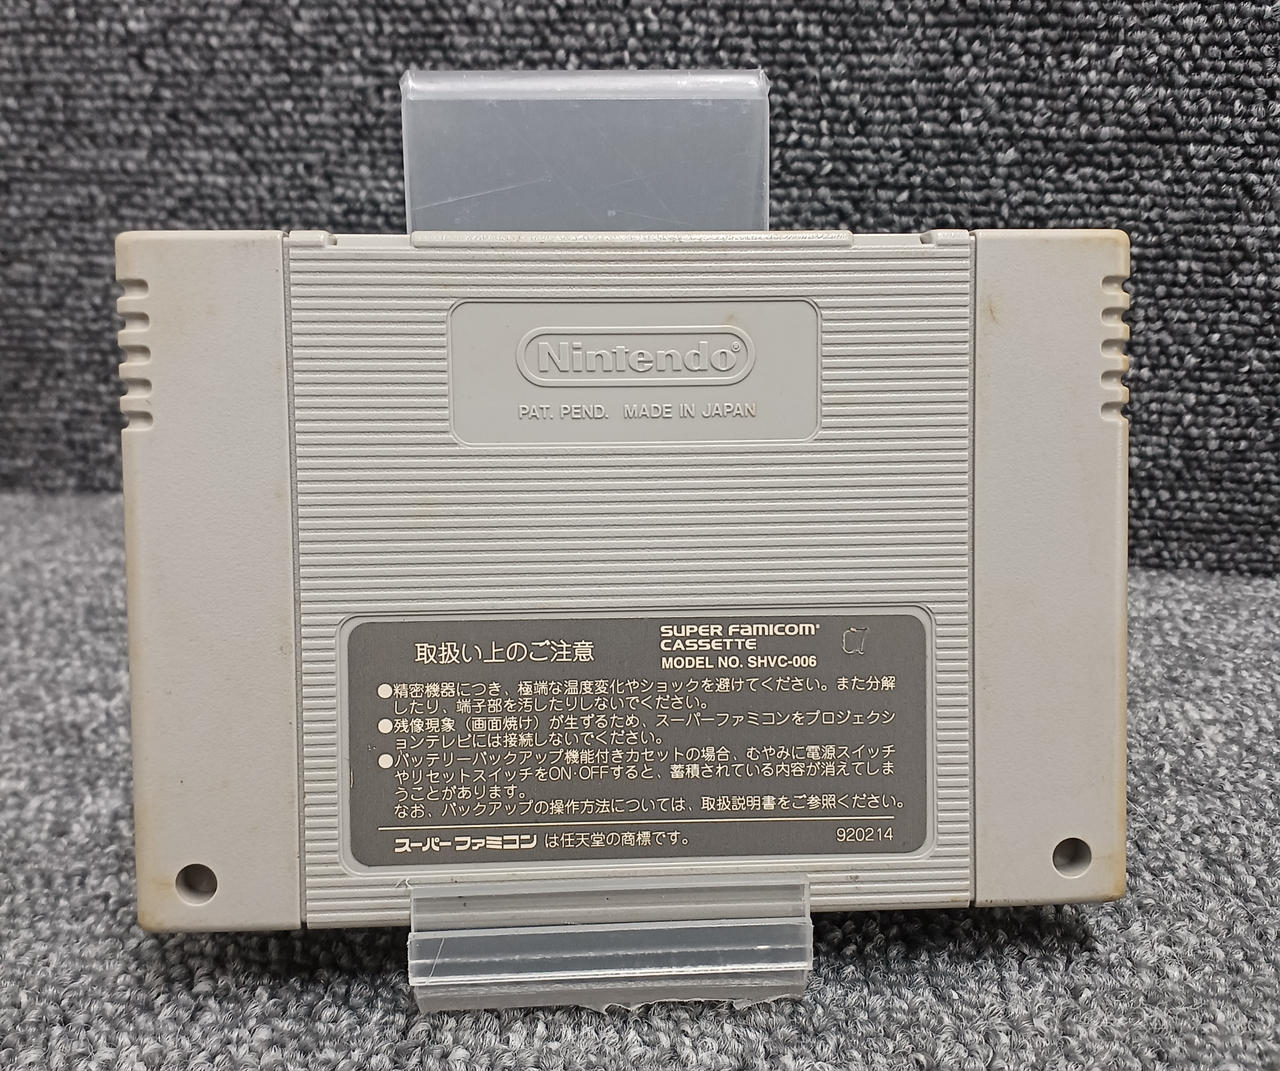 Nintendo®
PAT. PEND. MADE IN JAPAN
取扱い上のご注意
SUPER FAMICOM®
CASSETTE
MODEL NO. SHVC-006
●精密機器につき、極端な温度変化やショックを避けてください。また分解
したり、端子部を汚したりしないでください。
●残像現象（画面焼け）が生ずるため、スーパーファミコンをプロジェクシ
ョンテレビには接続しないでください。
●バッテリーバックアップ機能付きカセットの場合、むやみに電源スイッチ
やリセットスイッチをON・OFFすると、蓄積されている内容が消えてしま
うことがあります。
なお、バックアップの操作方法については、取扱説明書をご参照ください。
スーパーファミコンは任天堂の商標です。
920214